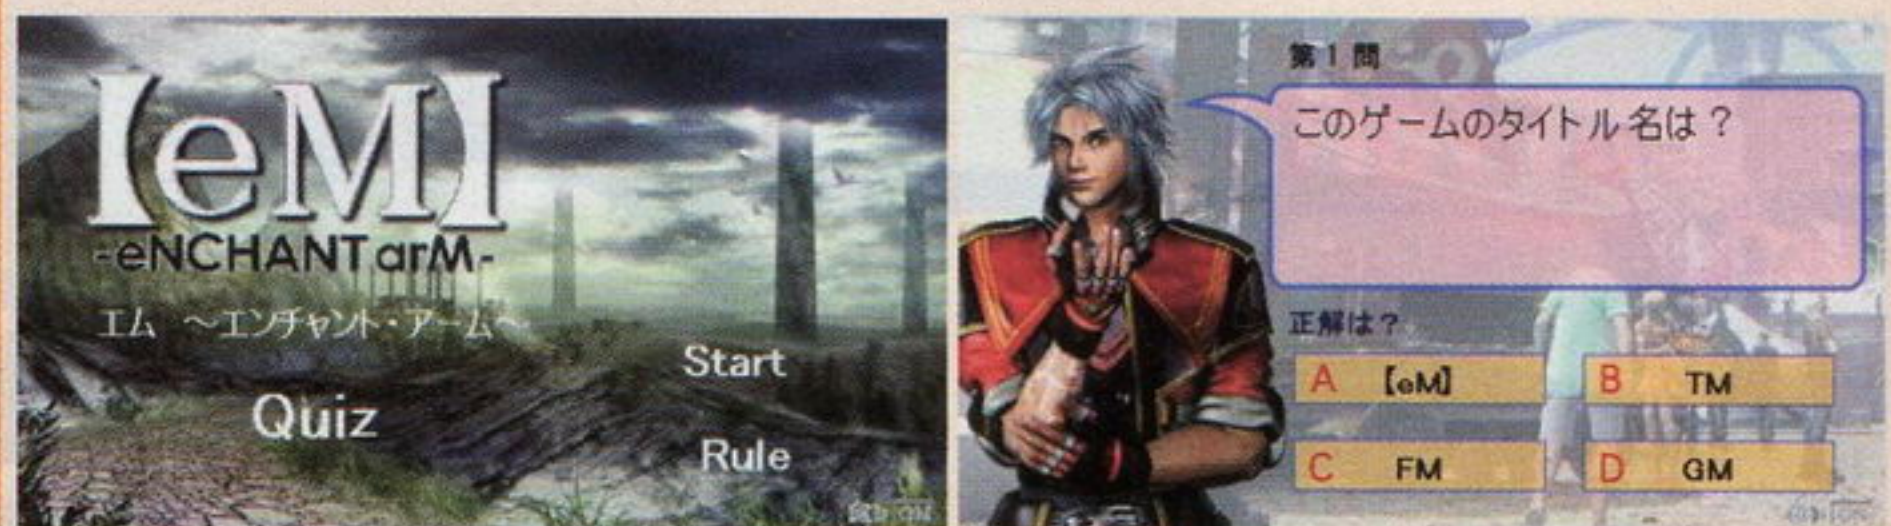 【eM】
-eNCHANT arM-
エム ～エンチャント・アーム～
Start
Quiz
Rule
第1問
このゲームのタイトル名は？
正解は？
A 【eM】
B TM
C FM
D GM